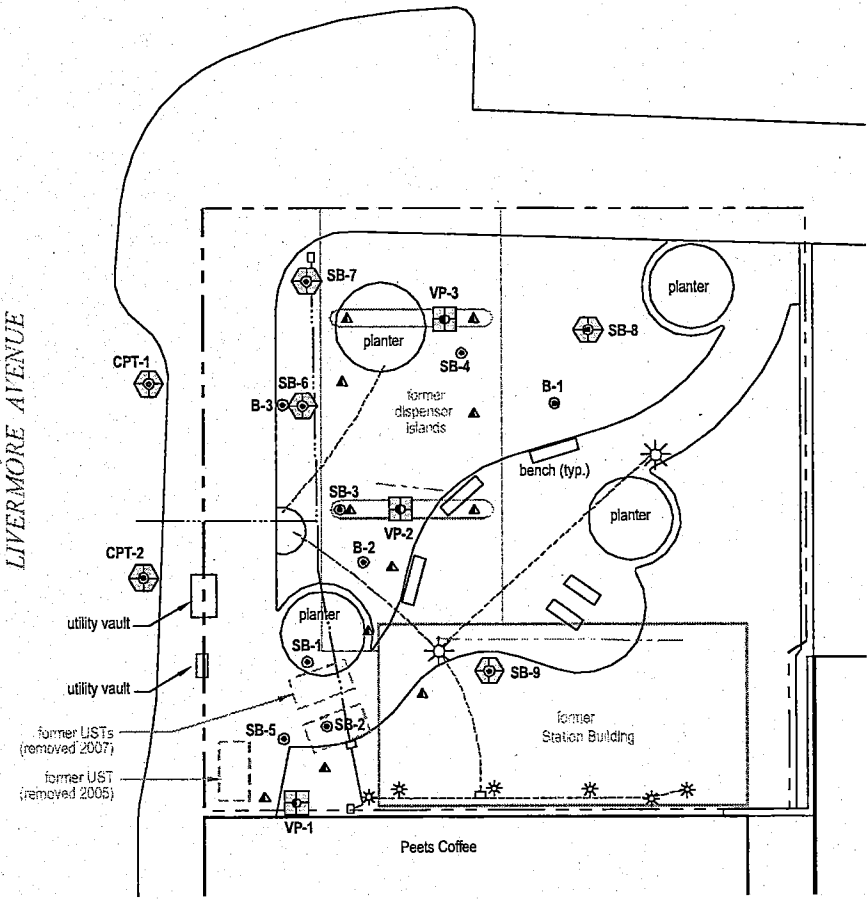 SB-7
VP-3
planter
planter
SB-8
SB-4
CPT-1
SB-6
B-3
B-1
former
dispensor
islands
LIVERMORE AVENUE
bench (typ.)
SB-3
VP-2
planter
CPT-2
B-2
utility vault
planter
SB-1
utility vault
SB-9
former USTs
(removed 2007)
SB-2
SB-5
former
Station Building
former UST
(removed 2005)
VP-1
Peets Coffee